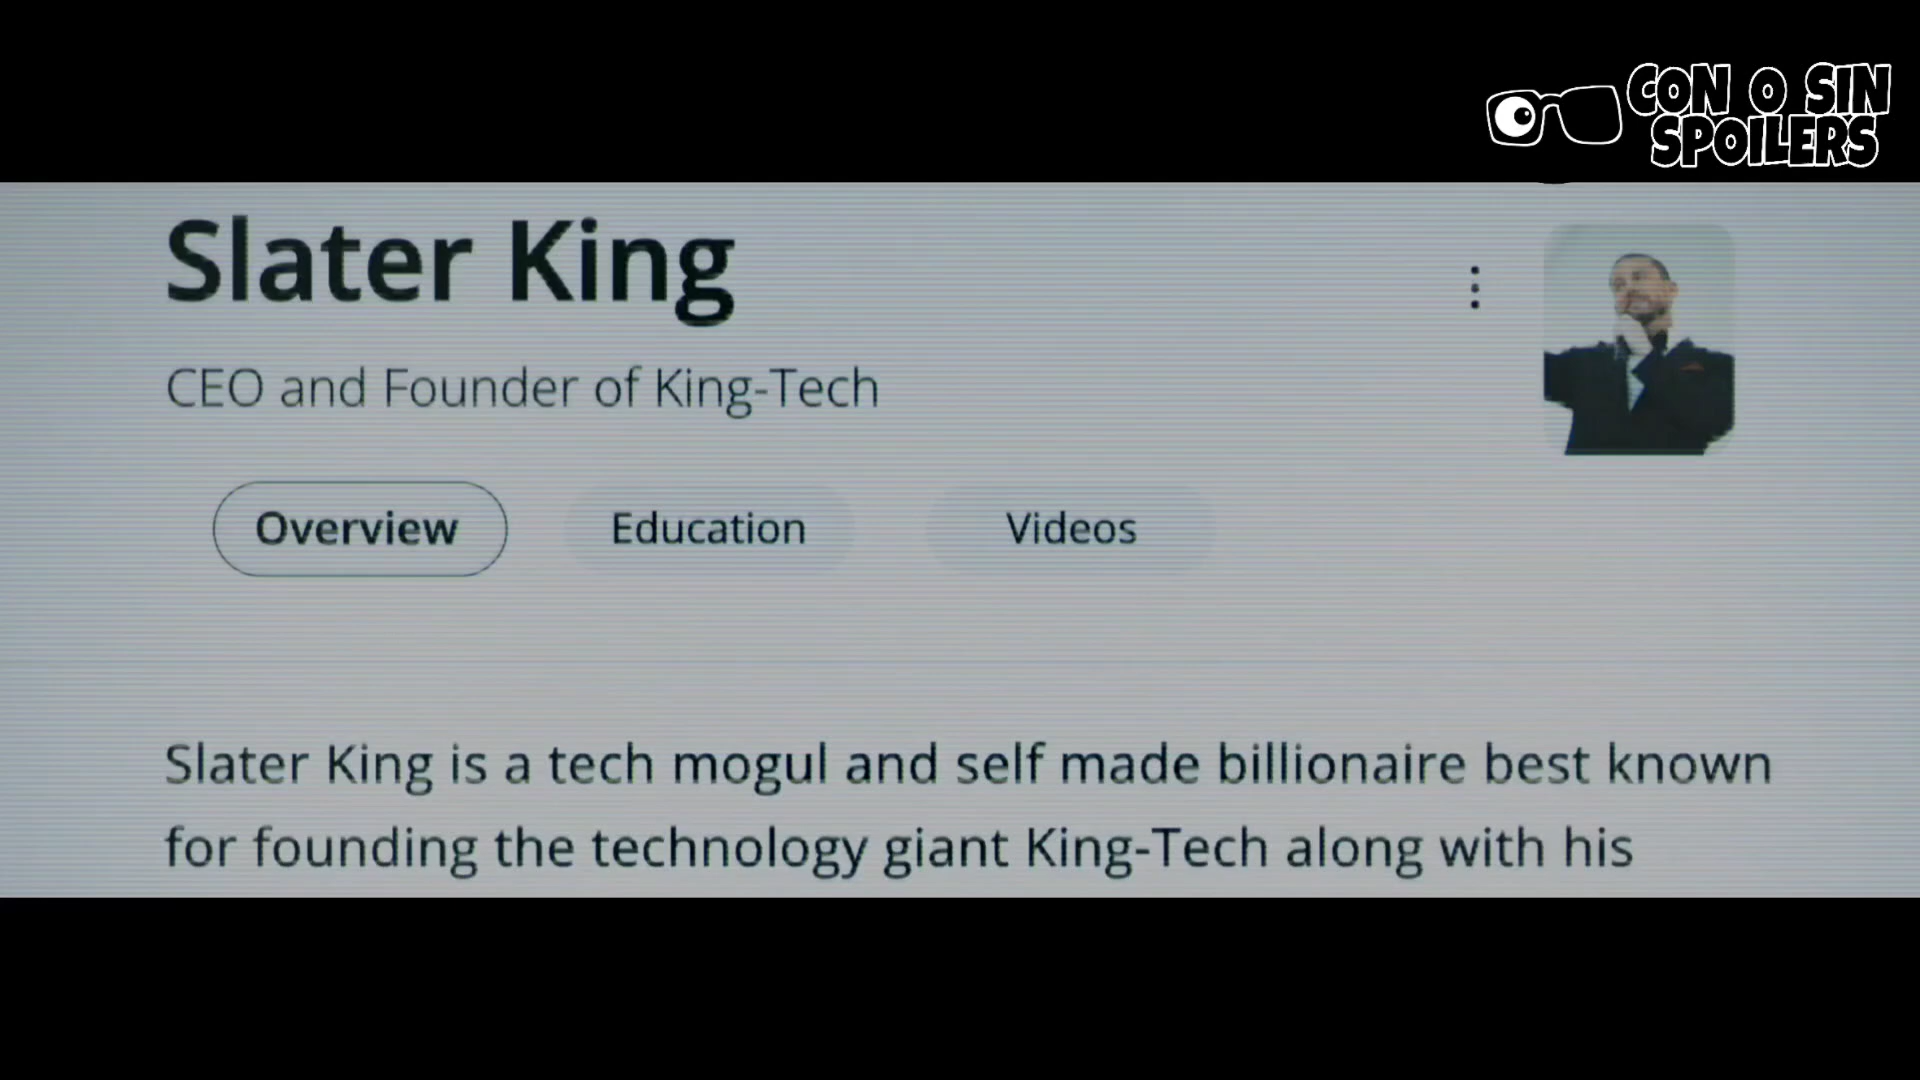 CON O SIN
SPOILERS
Slater King
CEO and Founder of King-Tech
Overview
Education
Videos
Slater King is a tech mogul and self made billionaire best known
for founding the technology giant King-Tech along with his